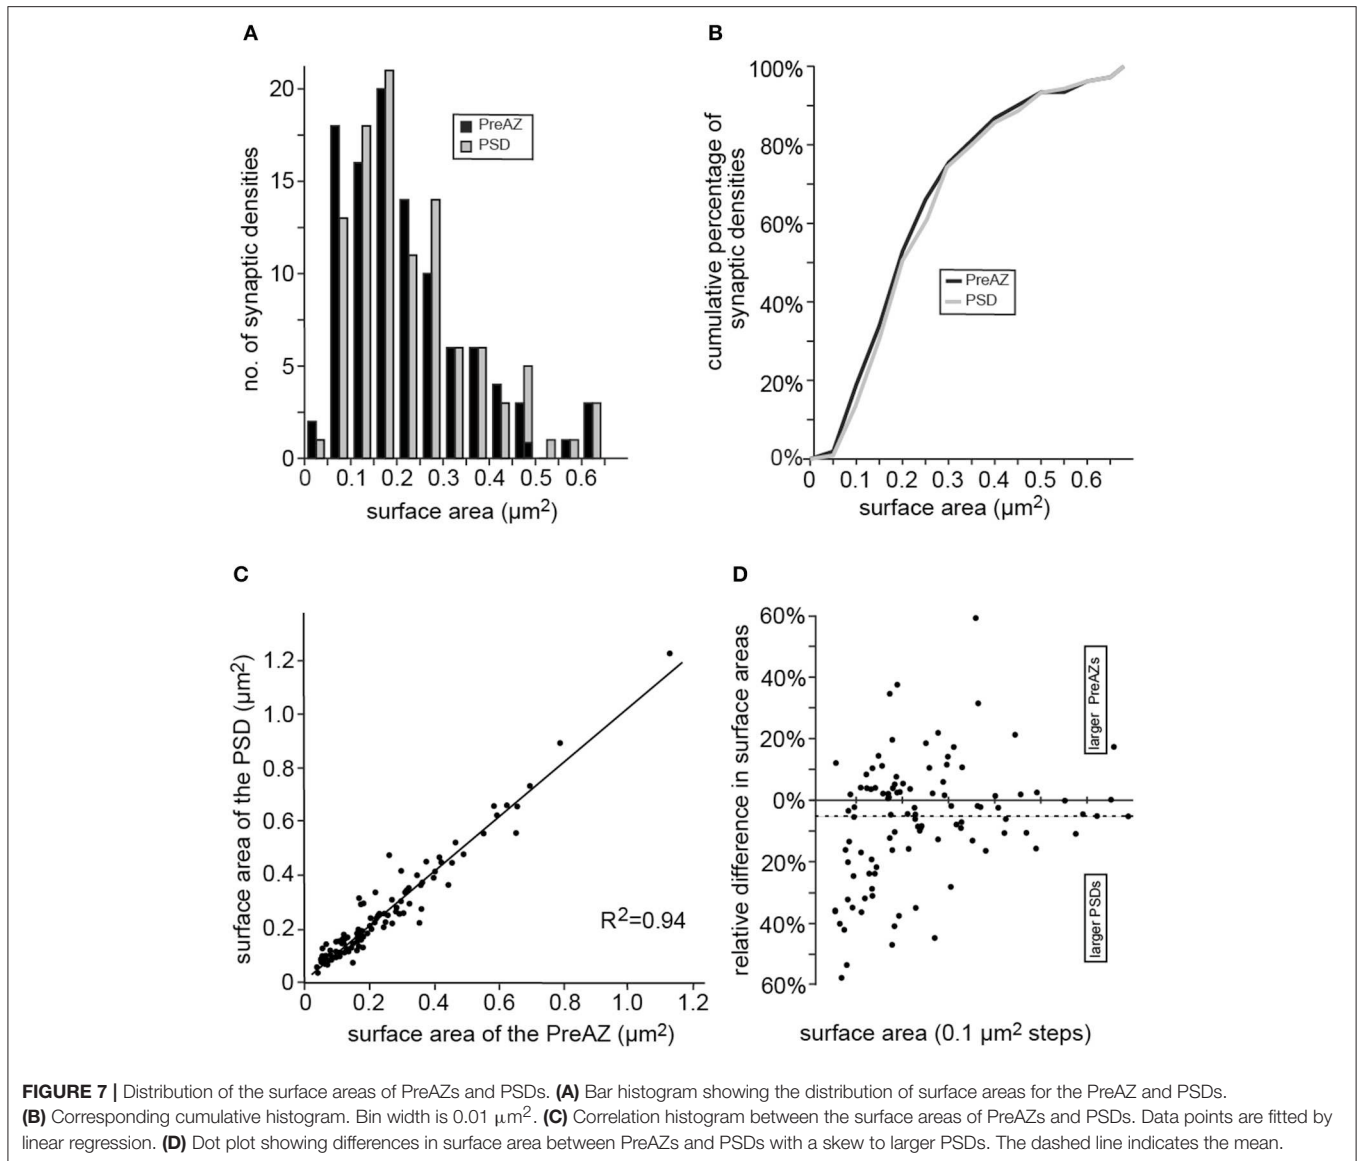 A
20
15
10
5
0
no. of synaptic densities
PreAZ
PSD
0 0.1 0.2 0.3 0.4 0.5 0.6
surface area (µm²)
B
100%
80%
60%
40%
20%
0%
cumulative percentage of
synaptic densities
PreAZ
PSD
0 0.1 0.2 0.3 0.4 0.5 0.6
surface area (µm²)
C
1.2
1.0
0.8
0.6
0.4
0.2
0
surface area of the PSD (µm²)
R²=0.94
0 0.2 0.4 0.6 0.8 1.0 1.2
surface area of the PreAZ (µm²)
D
60%
40%
20%
0%
20%
40%
60%
relative difference in surface areas
larger PreAZs
larger PSDs
surface area (0.1 µm² steps)
FIGURE 7 | Distribution of the surface areas of PreAZs and PSDs. (A) Bar histogram showing the distribution of surface areas for the PreAZ and PSDs.
(B) Corresponding cumulative histogram. Bin width is 0.01 µm². (C) Correlation histogram between the surface areas of PreAZs and PSDs. Data points are fitted by
linear regression. (D) Dot plot showing differences in surface area between PreAZs and PSDs with a skew to larger PSDs. The dashed line indicates the mean.